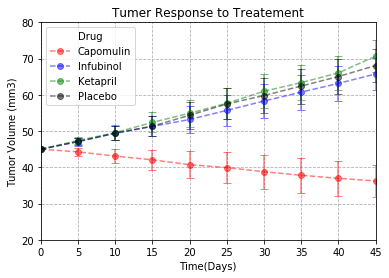 Tumer Response to Treatement
Tumor Volume (mm3)
80
70
60
50
40
30
20
Drug
Capomulin
Infubinol
Ketapril
Placebo
0 5 10 15 20 25 30 35 40 45
Time(Days)